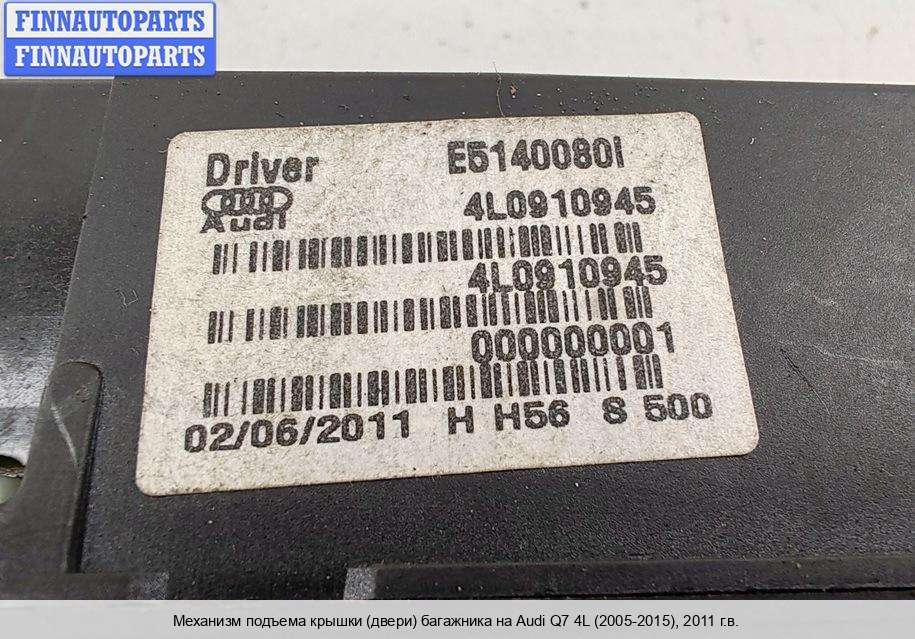 FINNAUTOPARTS
FINNAUTOPARTS
Driver E5140080I
Audi 4L0910945
4L0910945
000000001
02/06/2011 H H56 S 500
Механизм подъема крышки (двери) багажника на Audi Q7 4L (2005-2015), 2011 г.в.